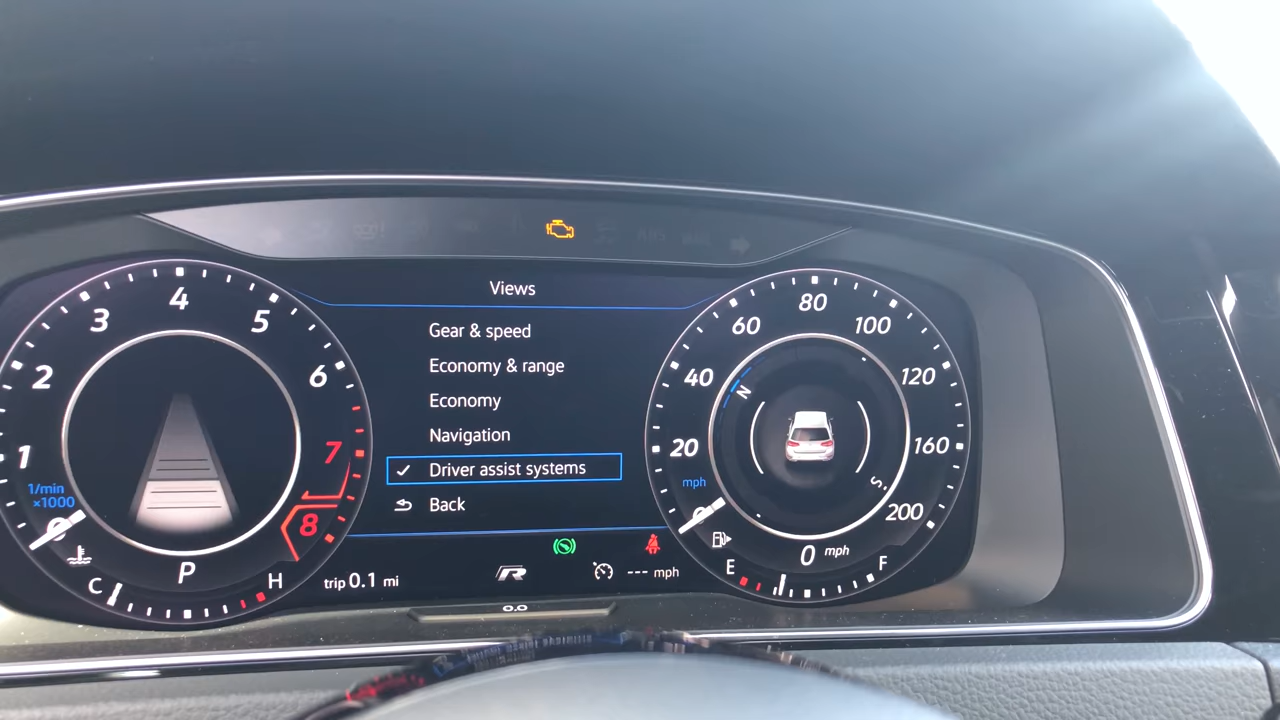 ABS
Views
Gear & speed
Economy & range
Economy
Navigation
Driver assist systems
Back
1
2
3
4
5
6
7
8
1/min
×1000
P
C
H
trip 0.1 mi
R
--- mph
0.0
20
40
60
80
100
120
160
200
mph
N
S
0 mph
E
F